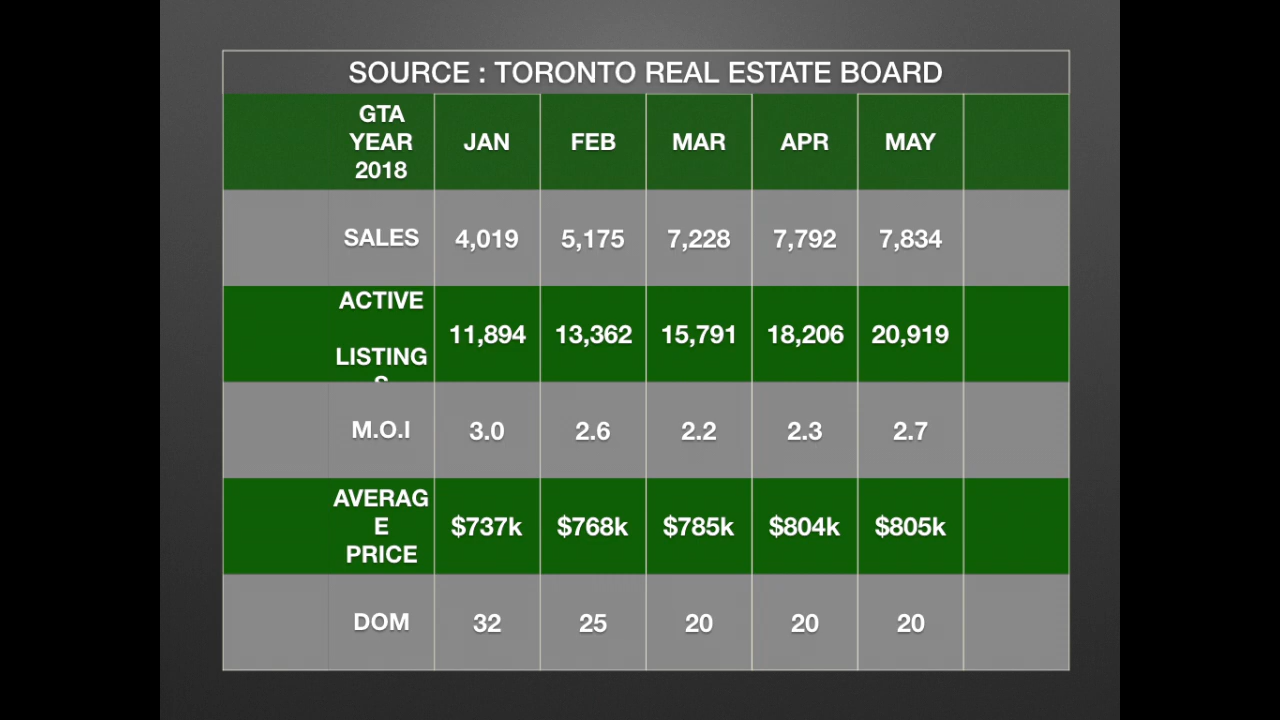 SOURCE : TORONTO REAL ESTATE BOARD
GTA
YEAR
2018
JAN
FEB
MAR
APR
MAY
SALES
4,019
5,175
7,228
7,792
7,834
ACTIVE
LISTING
S
11,894
13,362
15,791
18,206
20,919
M.O.I
3.0
2.6
2.2
2.3
2.7
AVERAG
E
PRICE
$737k
$768k
$785k
$804k
$805k
DOM
32
25
20
20
20